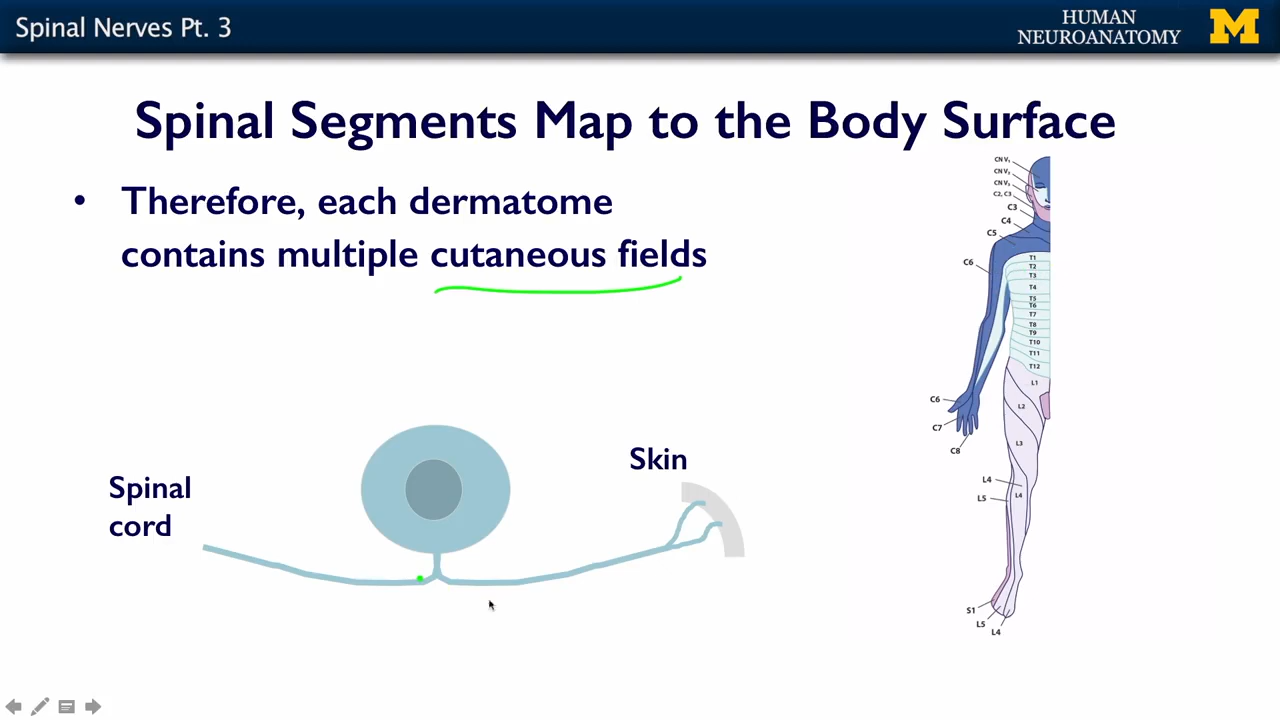 Spinal Nerves Pt. 3
HUMAN
NEUROANATOMY
M
Spinal Segments Map to the Body Surface
• Therefore, each dermatome
contains multiple cutaneous fields
Spinal
cord
Skin
CN V₁
CN V₂
CN V₃
C2, C3
C3
C4
C5
C6
T1
T2
T3
T4
T5
T6
T7
T8
T9
T10
T11
T12
L1
C6
L2
C7
L3
C8
L4
L5
L4
S1
L5
L4